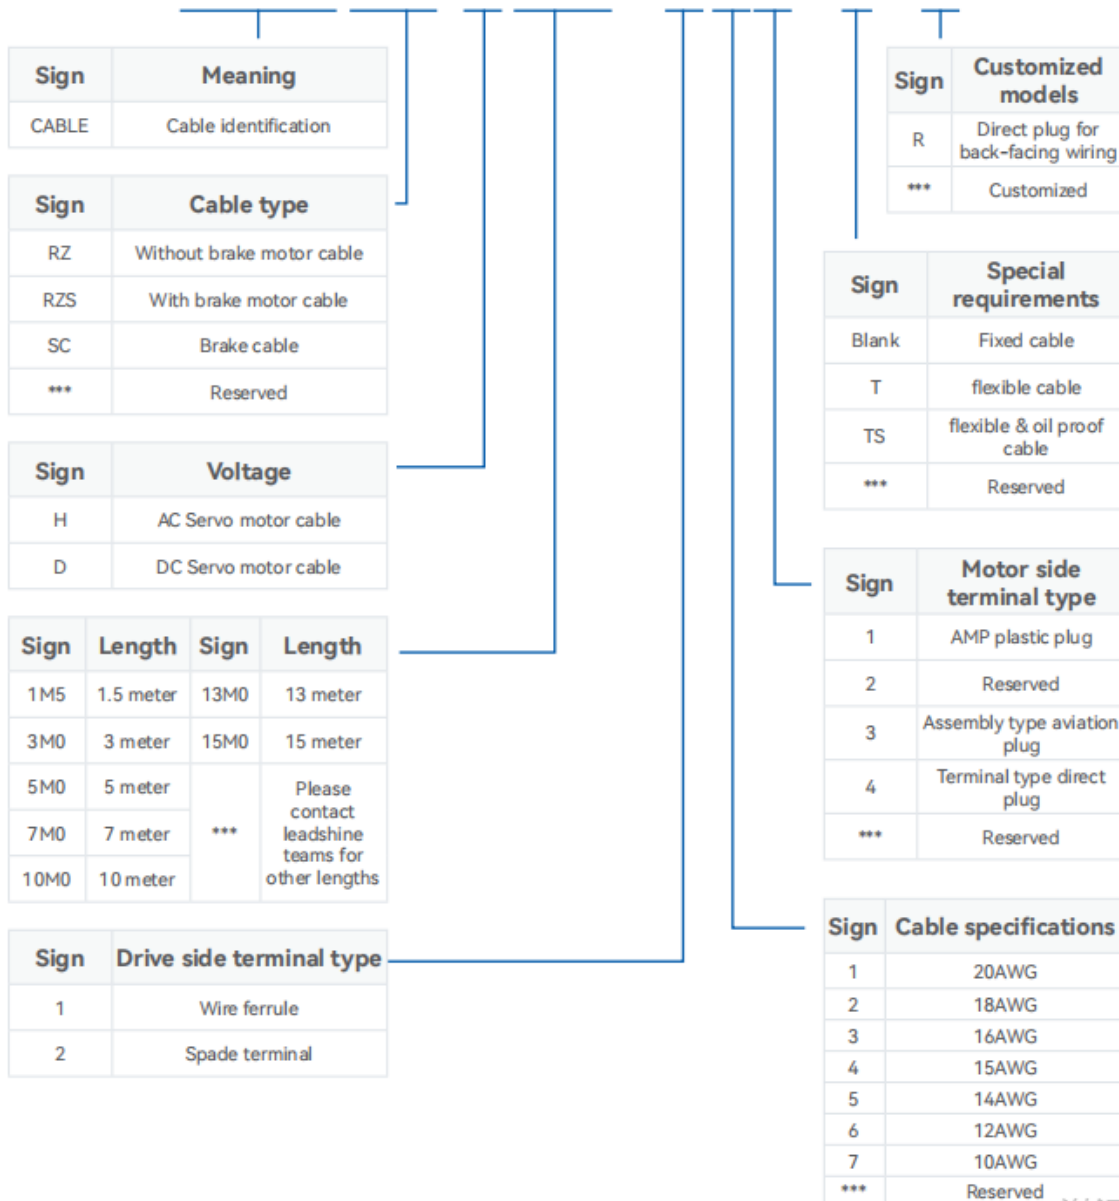 Sign Meaning
CABLE Cable identification
Sign Cable type
RZ Without brake motor cable
RZS With brake motor cable
SC Brake cable
*** Reserved
Sign Voltage
H AC Servo motor cable
D DC Servo motor cable
Sign Length Sign Length
1M5 1.5 meter 13M0 13 meter
3M0 3 meter 15M0 15 meter
5M0 5 meter
7M0 7 meter
10M0 10 meter
***
Please
contact
leadshine
teams for
other lengths
Sign Drive side terminal type
1 Wire ferrule
2 Spade terminal
Sign Customized
models
R Direct plug for
back-facing wiring
*** Customized
Sign Special
requirements
Blank Fixed cable
T flexible cable
TS flexible & oil proof
cable
*** Reserved
Sign Motor side
terminal type
1 AMP plastic plug
2 Reserved
3 Assembly type aviation
plug
4 Terminal type direct
plug
*** Reserved
Sign Cable specifications
1 20AWG
2 18AWG
3 16AWG
4 15AWG
5 14AWG
6 12AWG
7 10AWG
*** Reserved